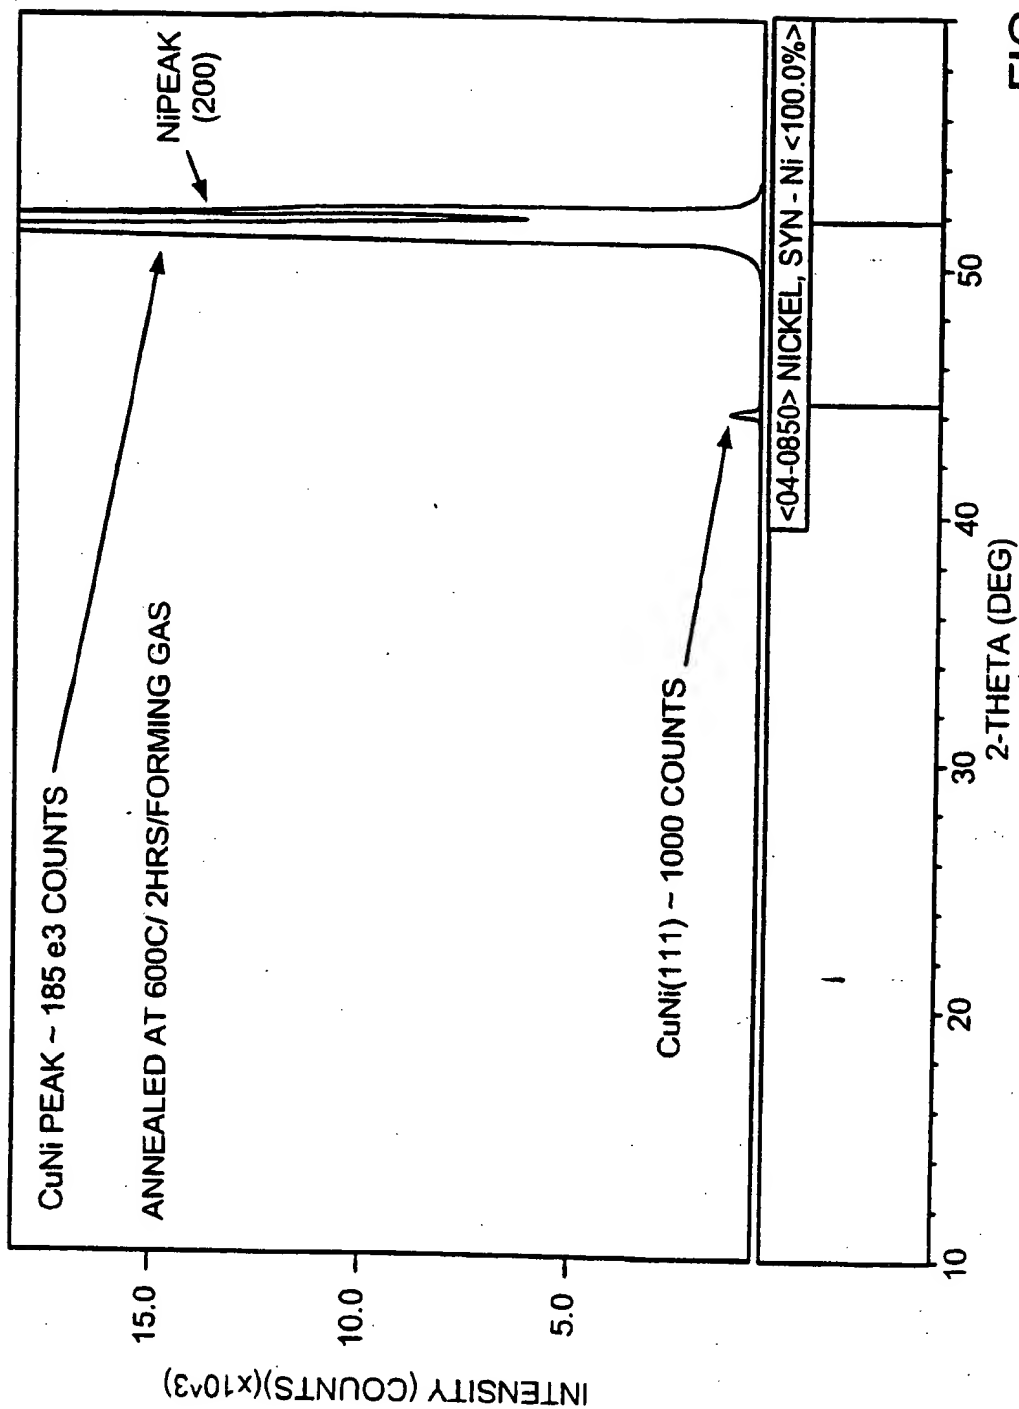 FIG
CuNi PEAK ~ 185 e3 COUNTS
NiPEAK
(200)
ANNEALED AT 600C/ 2HRS/FORMING GAS
CuNi(111) ~ 1000 COUNTS
INTENSITY (COUNTS)(x10^3)
15.0
10.0
5.0
<04-0850> NICKEL, SYN - Ni <100.0%>
10
20
30
40
50
2-THETA (DEG)